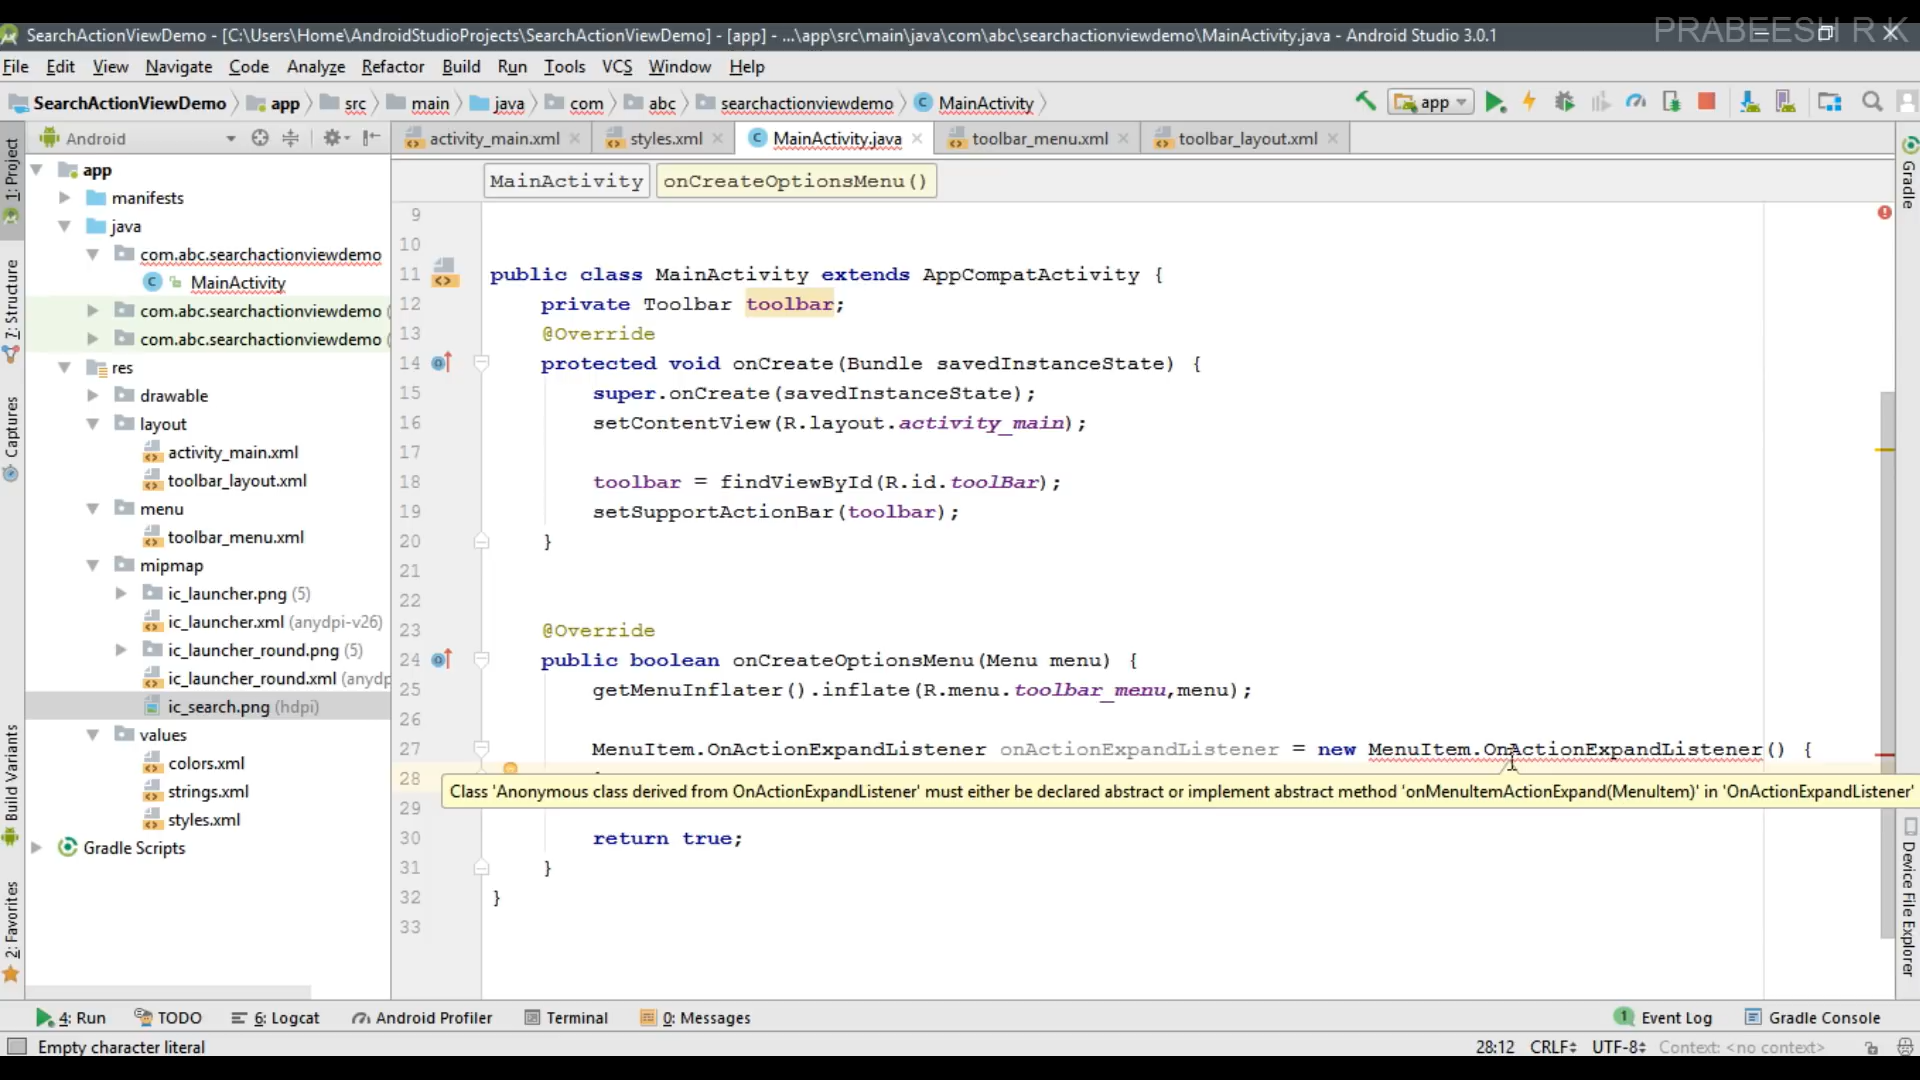 PRABEESH R K
SearchActionViewDemo - [C:\Users\Home\AndroidStudioProjects\SearchActionViewDemo] - [app] - ...\app\src\main\java\com\abc\searchactionviewdemo\MainActivity.java - Android Studio 3.0.1
File Edit View Navigate Code Analyze Refactor Build Run Tools VCS Window Help
SearchActionViewDemo app src main java com abc searchactionviewdemo MainActivity app
Android activity_main.xml styles.xml MainActivity.java toolbar_menu.xml toolbar_layout.xml
MainActivity onCreateOptionsMenu()
1: Project
7: Structure
Captures
Build Variants
2: Favorites
app
manifests
java
com.abc.searchactionviewdemo
MainActivity
com.abc.searchactionviewdemo (
com.abc.searchactionviewdemo (
res
drawable
layout
activity_main.xml
toolbar_layout.xml
menu
toolbar_menu.xml
mipmap
ic_launcher.png (5)
ic_launcher.xml (anydpi-v26)
ic_launcher_round.png (5)
ic_launcher_round.xml (anydp
ic_search.png (hdpi)
values
colors.xml
strings.xml
styles.xml
Gradle Scripts
9
10
11 public class MainActivity extends AppCompatActivity {
12 private Toolbar toolbar;
13 @Override
14 protected void onCreate(Bundle savedInstanceState) {
15 super.onCreate(savedInstanceState);
16 setContentView(R.layout.activity_main);
17
18 toolbar = findViewById(R.id.toolBar);
19 setSupportActionBar(toolbar);
20 }
21
22
23 @Override
24 public boolean onCreateOptionsMenu(Menu menu) {
25 getMenuInflater().inflate(R.menu.toolbar_menu,menu);
26
27 MenuItem.OnActionExpandListener onActionExpandListener = new MenuItem.OnActionExpandListener() {
28
Class 'Anonymous class derived from OnActionExpandListener' must either be declared abstract or implement abstract method 'onMenuItemActionExpand(MenuItem)' in 'OnActionExpandListener'
29
30 return true;
31 }
32 }
33
Gradle
Device File Explorer
4: Run TODO 6: Logcat Android Profiler Terminal 0: Messages 1 Event Log Gradle Console
Empty character literal 28:12 CRLF UTF-8 Context: <no context>